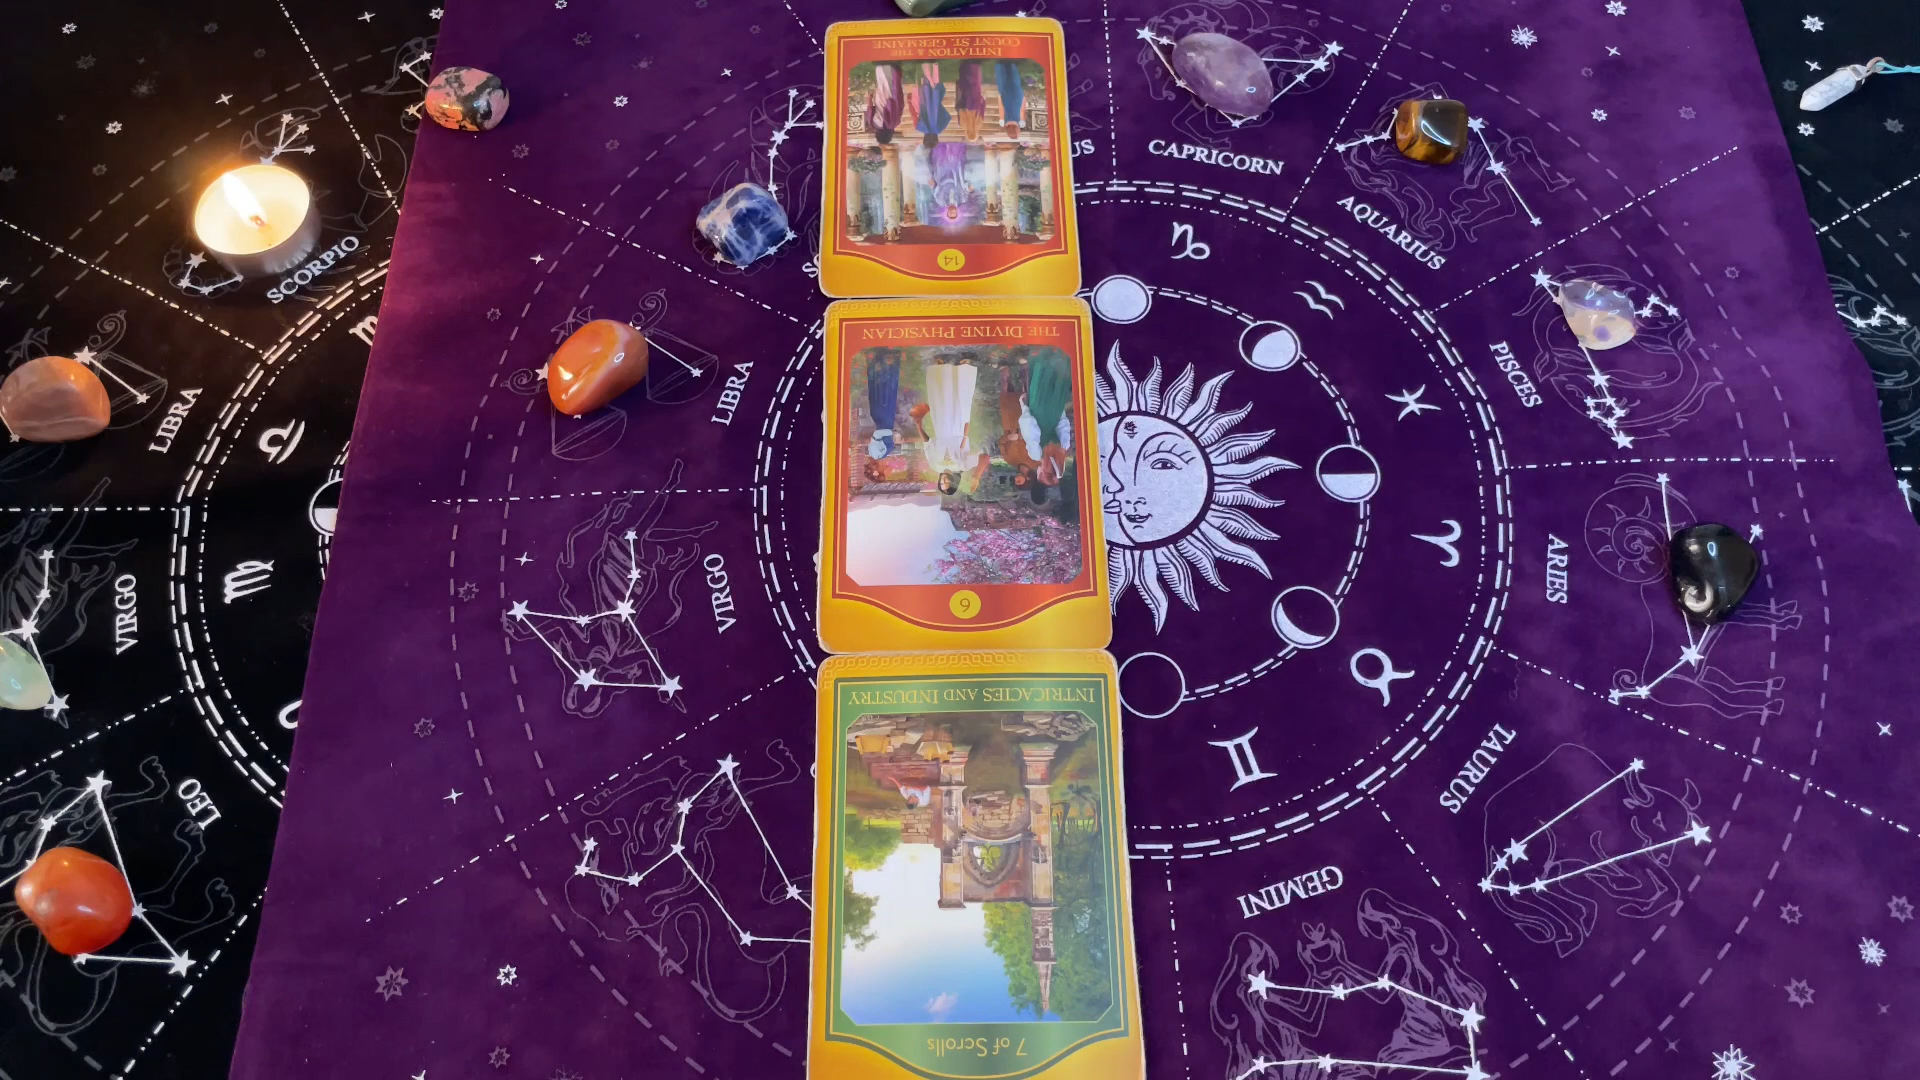 INITIATION & THE
COUNT ST. GERMAINE
14
THE DIVINE PHYSICIAN
6
INTRICACIES AND INDUSTRY
7 of Scrolls
SCORPIO
LIBRA
VIRGO
LEO
LIBRA
VIRGO
CAPRICORN
AQUARIUS
PISCES
ARIES
TAURUS
GEMINI